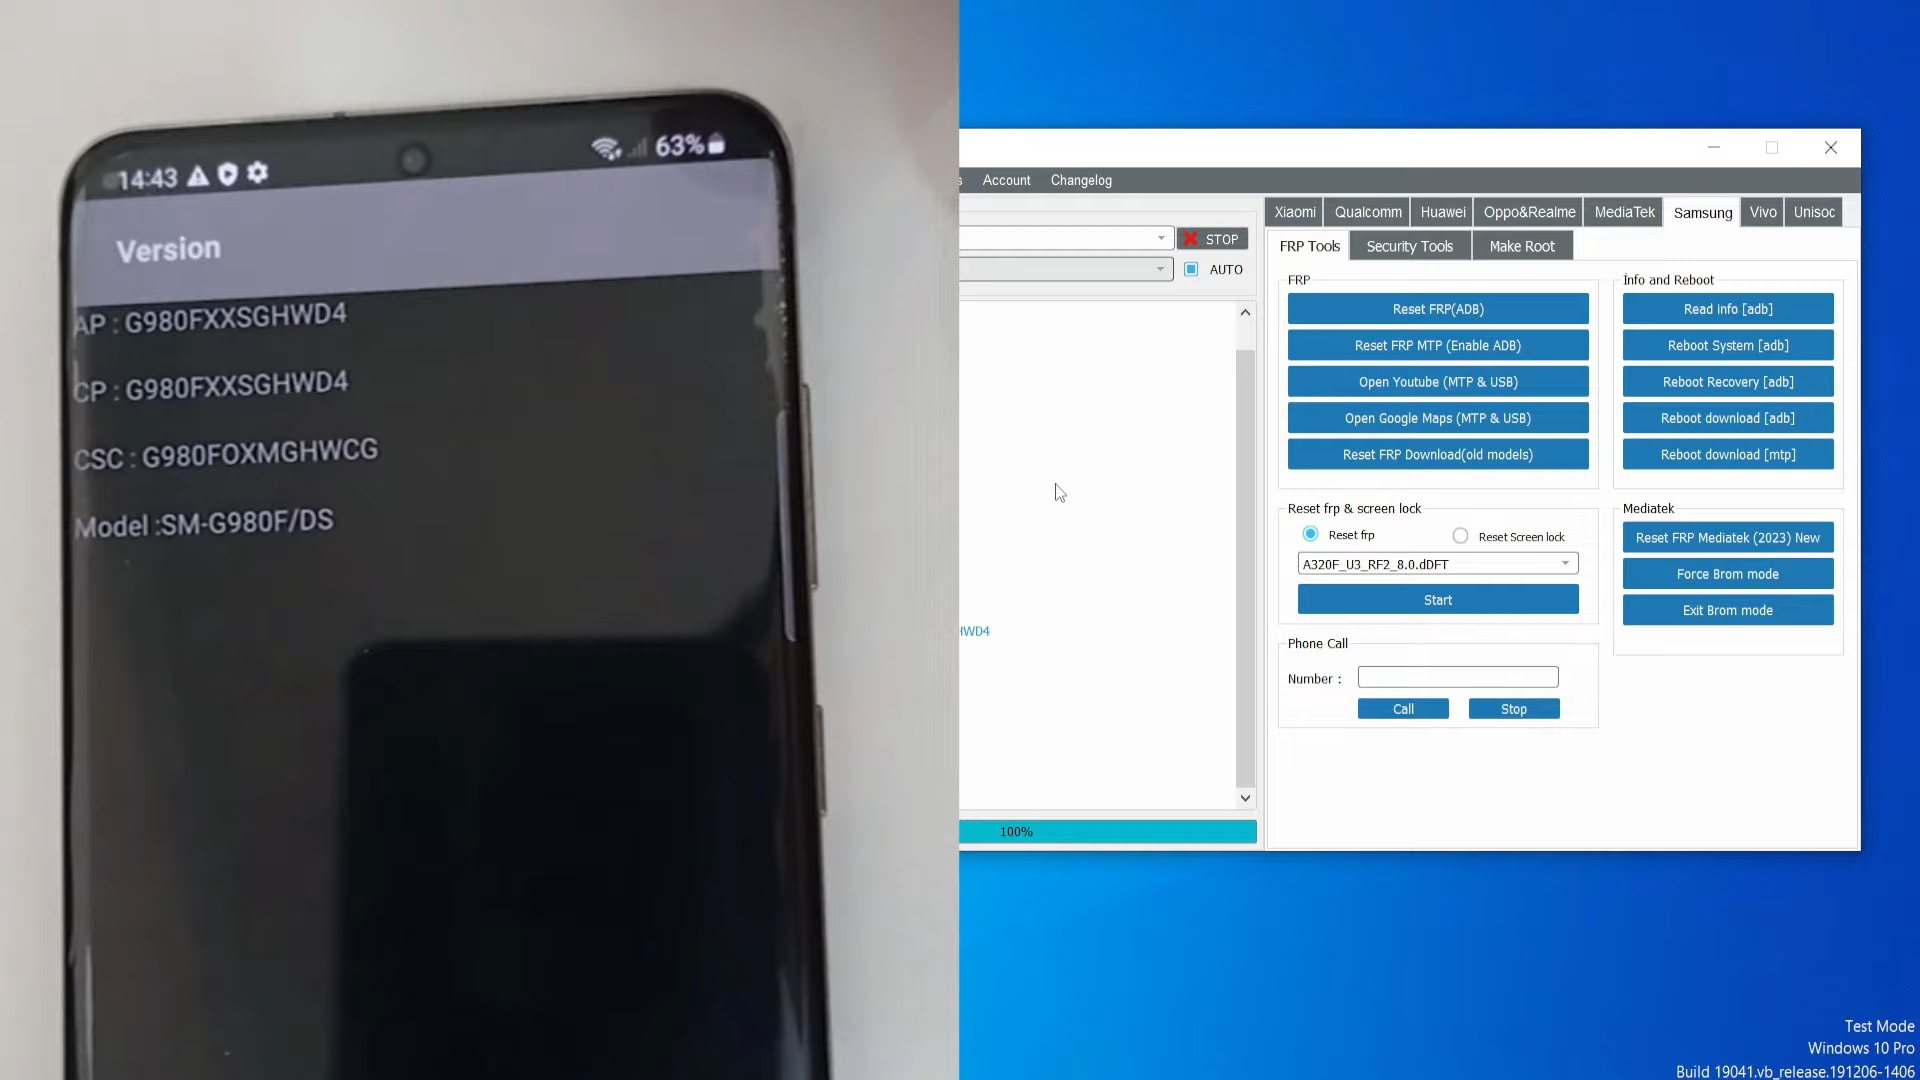 14:43
63%
Version
AP : G980FXXSGHWD4
CP : G980FXXSGHWD4
CSC : G980FOXMGHWCG
Model :SM-G980F/DS
s Account Changelog
STOP
AUTO
HWD4
100%
Xiaomi Qualcomm Huawei Oppo&Realme MediaTek Samsung Vivo Unisoc
FRP Tools Security Tools Make Root
FRP
Reset FRP(ADB)
Reset FRP MTP (Enable ADB)
Open Youtube (MTP & USB)
Open Google Maps (MTP & USB)
Reset FRP Download(old models)
Info and Reboot
Read info [adb]
Reboot System [adb]
Reboot Recovery [adb]
Reboot download [adb]
Reboot download [mtp]
Reset frp & screen lock
Reset frp Reset Screen lock
A320F_U3_RF2_8.0.dDFT
Start
Mediatek
Reset FRP Mediatek (2023) New
Force Brom mode
Exit Brom mode
Phone Call
Number :
Call Stop
Test Mode
Windows 10 Pro
Build 19041.vb_release.191206-1406